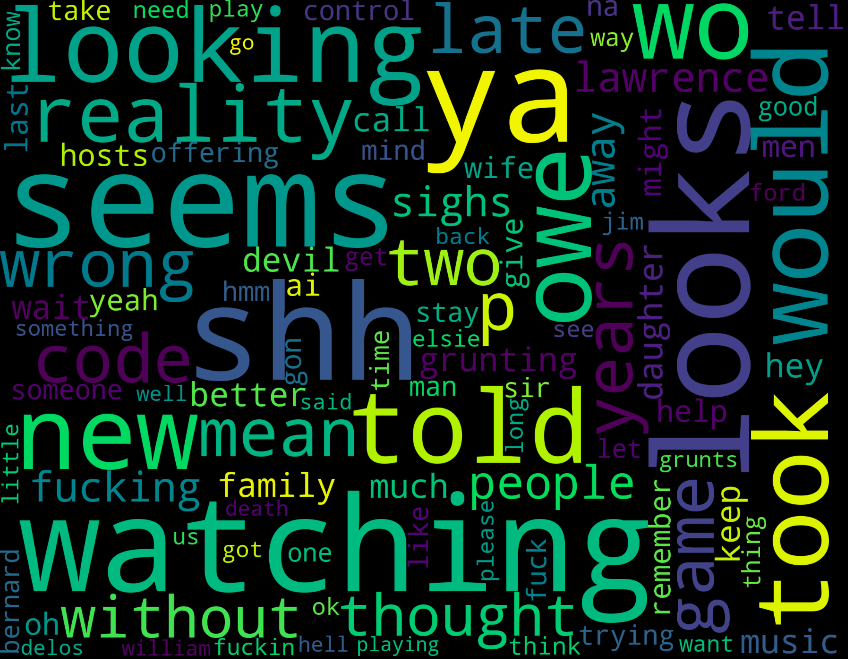 take need play control na wo tell
know looking go late way
last reality call lawrence good would
hosts offering mind might men
seems wife owe away looks ford
sighs jim
wrong devil get two back give years daughter
wait yeah hmm ai p stay
something shh elsie see
code gon time grunting hey
someone well better said man sir help
new mean told long let
little grunts
fucking family much people remember game keep took
death like please thing
watching us got one fuck
bernard oh without ok thought trying music
delos william fuckin hell playing think want